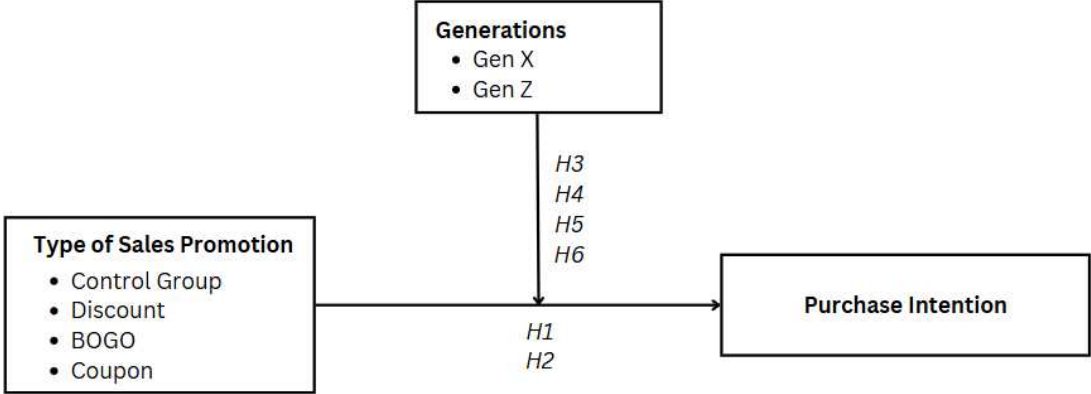 Generations
• Gen X
• Gen Z
H3
H4
H5
H6
Type of Sales Promotion
• Control Group
• Discount
• BOGO
• Coupon
H1
H2
Purchase Intention